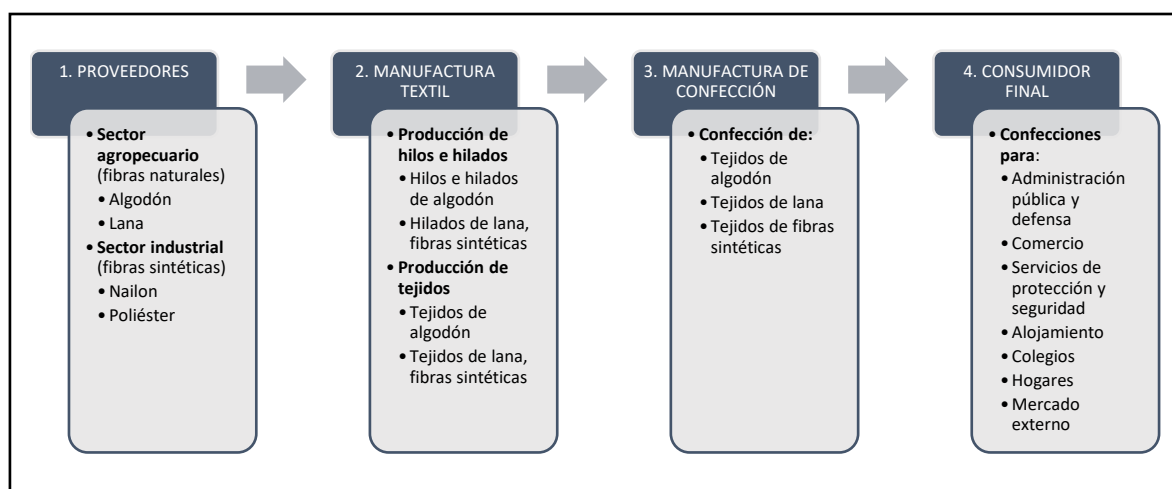 1. PROVEEDORES
• Sector
agropecuario
(fibras naturales)
• Algodón
• Lana
• Sector industrial
(fibras sintéticas)
• Nailon
• Poliéster
2. MANUFACTURA
TEXTIL
• Producción de
hilos e hilados
• Hilos e hilados
de algodón
• Hilados de lana,
fibras sintéticas
• Producción de
tejidos
• Tejidos de
algodón
• Tejidos de lana,
fibras sintéticas
3. MANUFACTURA DE
CONFECCIÓN
• Confección de:
• Tejidos de
algodón
• Tejidos de lana
• Tejidos de fibras
sintéticas
4. CONSUMIDOR
FINAL
• Confecciones
para:
• Administración
pública y
defensa
• Comercio
• Servicios de
protección y
seguridad
• Alojamiento
• Colegios
• Hogares
• Mercado
externo